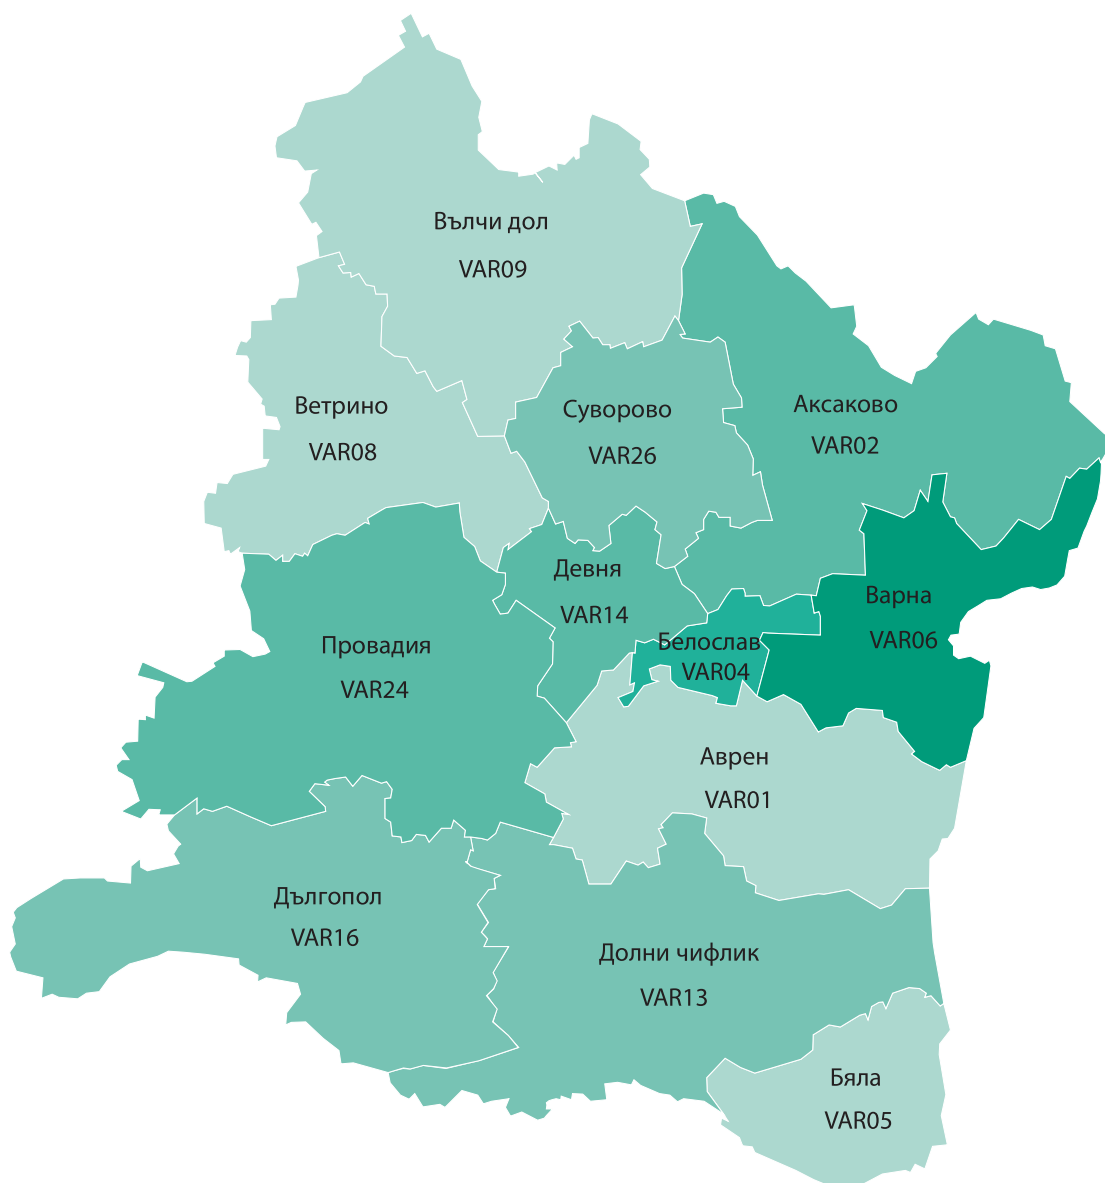 Вълчи дол
VAR09
Ветрино
VAR08
Суворово
VAR26
Аксаково
VAR02
Девня
VAR14
Варна
VAR06
Белослав
VAR04
Провадия
VAR24
Аврен
VAR01
Дългопол
VAR16
Долни чифлик
VAR13
Бяла
VAR05